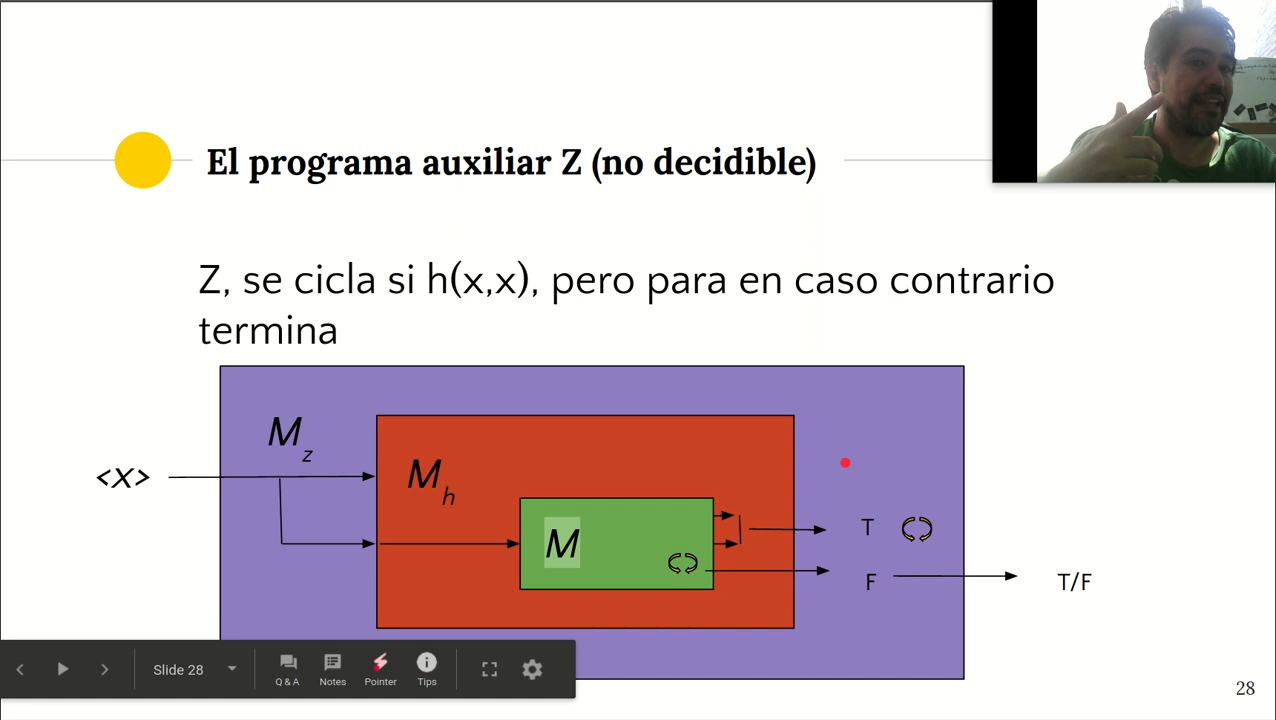 El programa auxiliar Z (no decidible)
Z, se cicla si h(x,x), pero para en caso contrario
termina
M z
<X>
M h
M
T
F
T/F
Slide 28
Q & A
Notes
Pointer
Tips
28